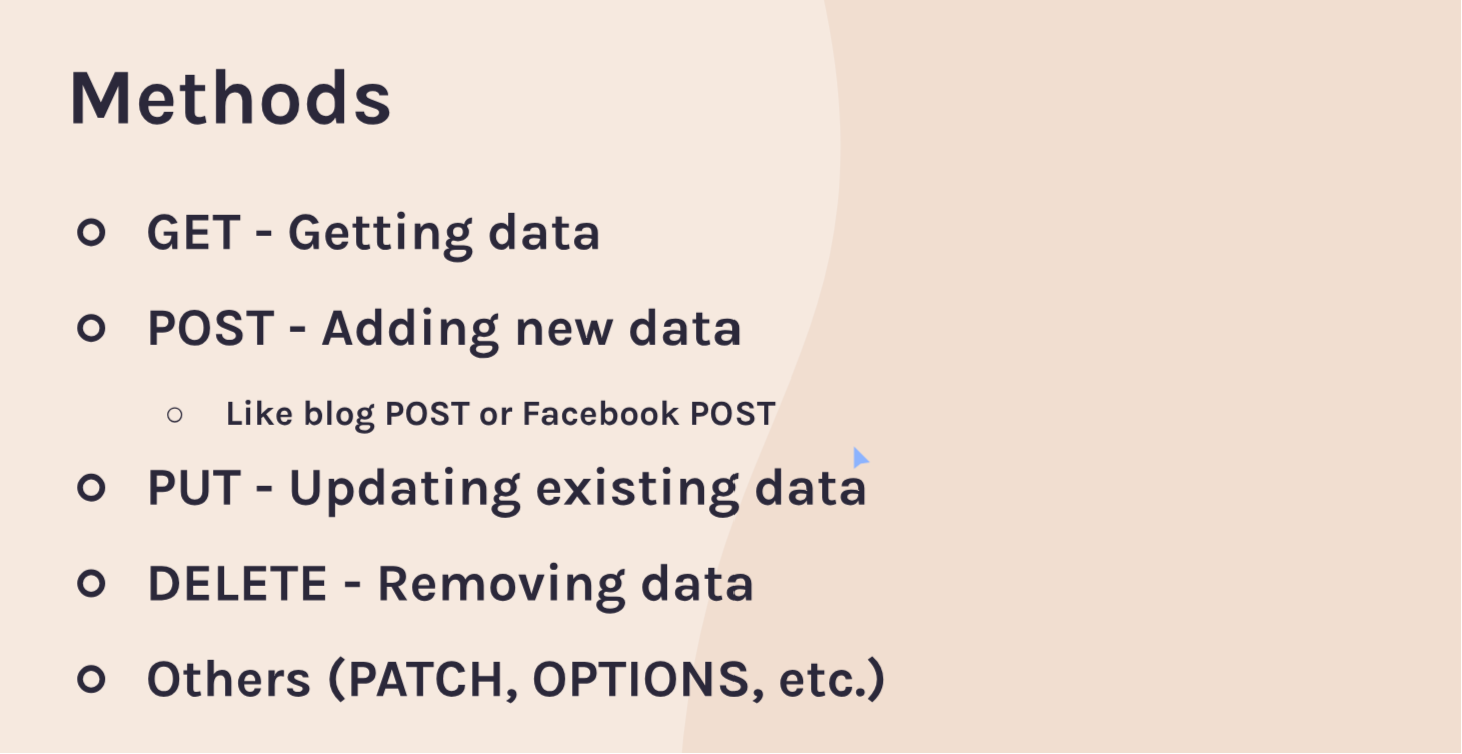 Methods
GET - Getting data
POST - Adding new data
Like blog POST or Facebook POST
PUT - Updating existing data
DELETE - Removing data
Others (PATCH, OPTIONS, etc.)